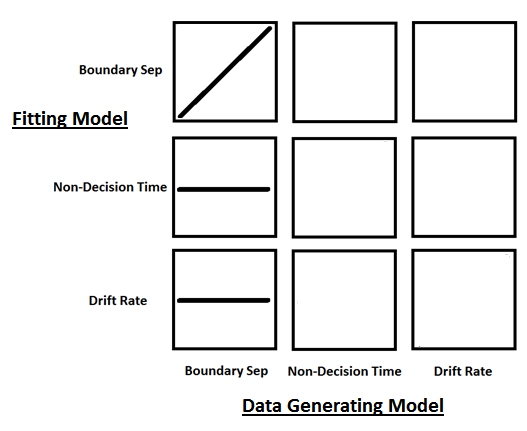 Boundary Sep
Fitting Model
Non-Decision Time
Drift Rate
Boundary Sep Non-Decision Time Drift Rate
Data Generating Model